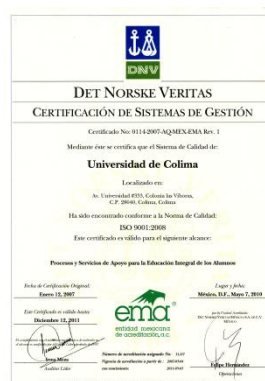 DNV
DET NORSKE VERITAS
CERTIFICACIÓN DE SISTEMAS DE GESTIÓN
Certificado No: 0114-2007-AQ-MEX-EMA Rev. 1
Mediante éste se certifica que el Sistema de Calidad de:
Universidad de Colima
Localizado en:
Av. Universidad #333, Colonia las Víboras,
C.P. 28040, Colima, Colima
Ha sido encontrado conforme a la Norma de Calidad:
ISO 9001:2008
Este certificado es válido para el siguiente alcance:
Procesos y Servicios de Apoyo para la Educación Integral de los Alumnos
Fecha de Certificación Original:
Enero 12, 2007
Lugar y fecha:
México, D.F., Mayo 7, 2010
Este Certificado es válido hasta:
Diciembre 12, 2011
ema
entidad mexicana
de acreditación, a.c.
Auditor Líder
Felipe Hernández